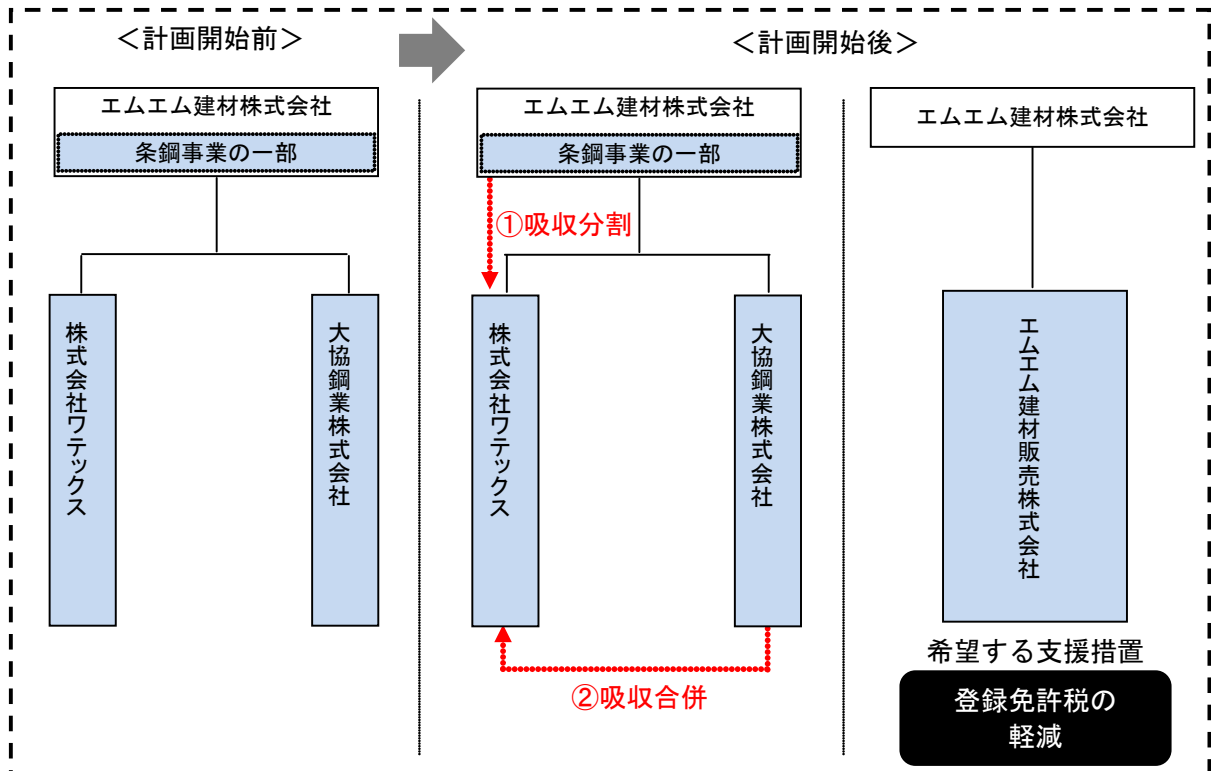 ＜計画開始前＞
＜計画開始後＞
エムエム建材株式会社
条鋼事業の一部
株式会社ワテックス
大協鋼業株式会社
エムエム建材株式会社
条鋼事業の一部
①吸収分割
株式会社ワテックス
大協鋼業株式会社
②吸収合併
エムエム建材株式会社
エムエム建材販売株式会社
希望する支援措置
登録免許税の
軽減